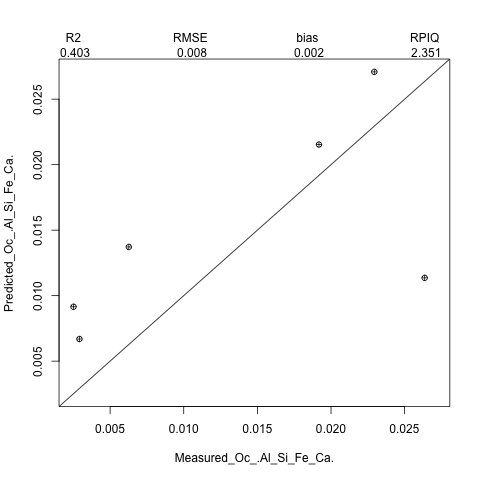 R2 RMSE bias RPIQ
0.403 0.008 0.002 2.351
Predicted_Oc_.Al_Si_Fe_Ca.
0.025
0.020
0.015
0.010
0.005
0.005 0.010 0.015 0.020 0.025
Measured_Oc_.Al_Si_Fe_Ca.